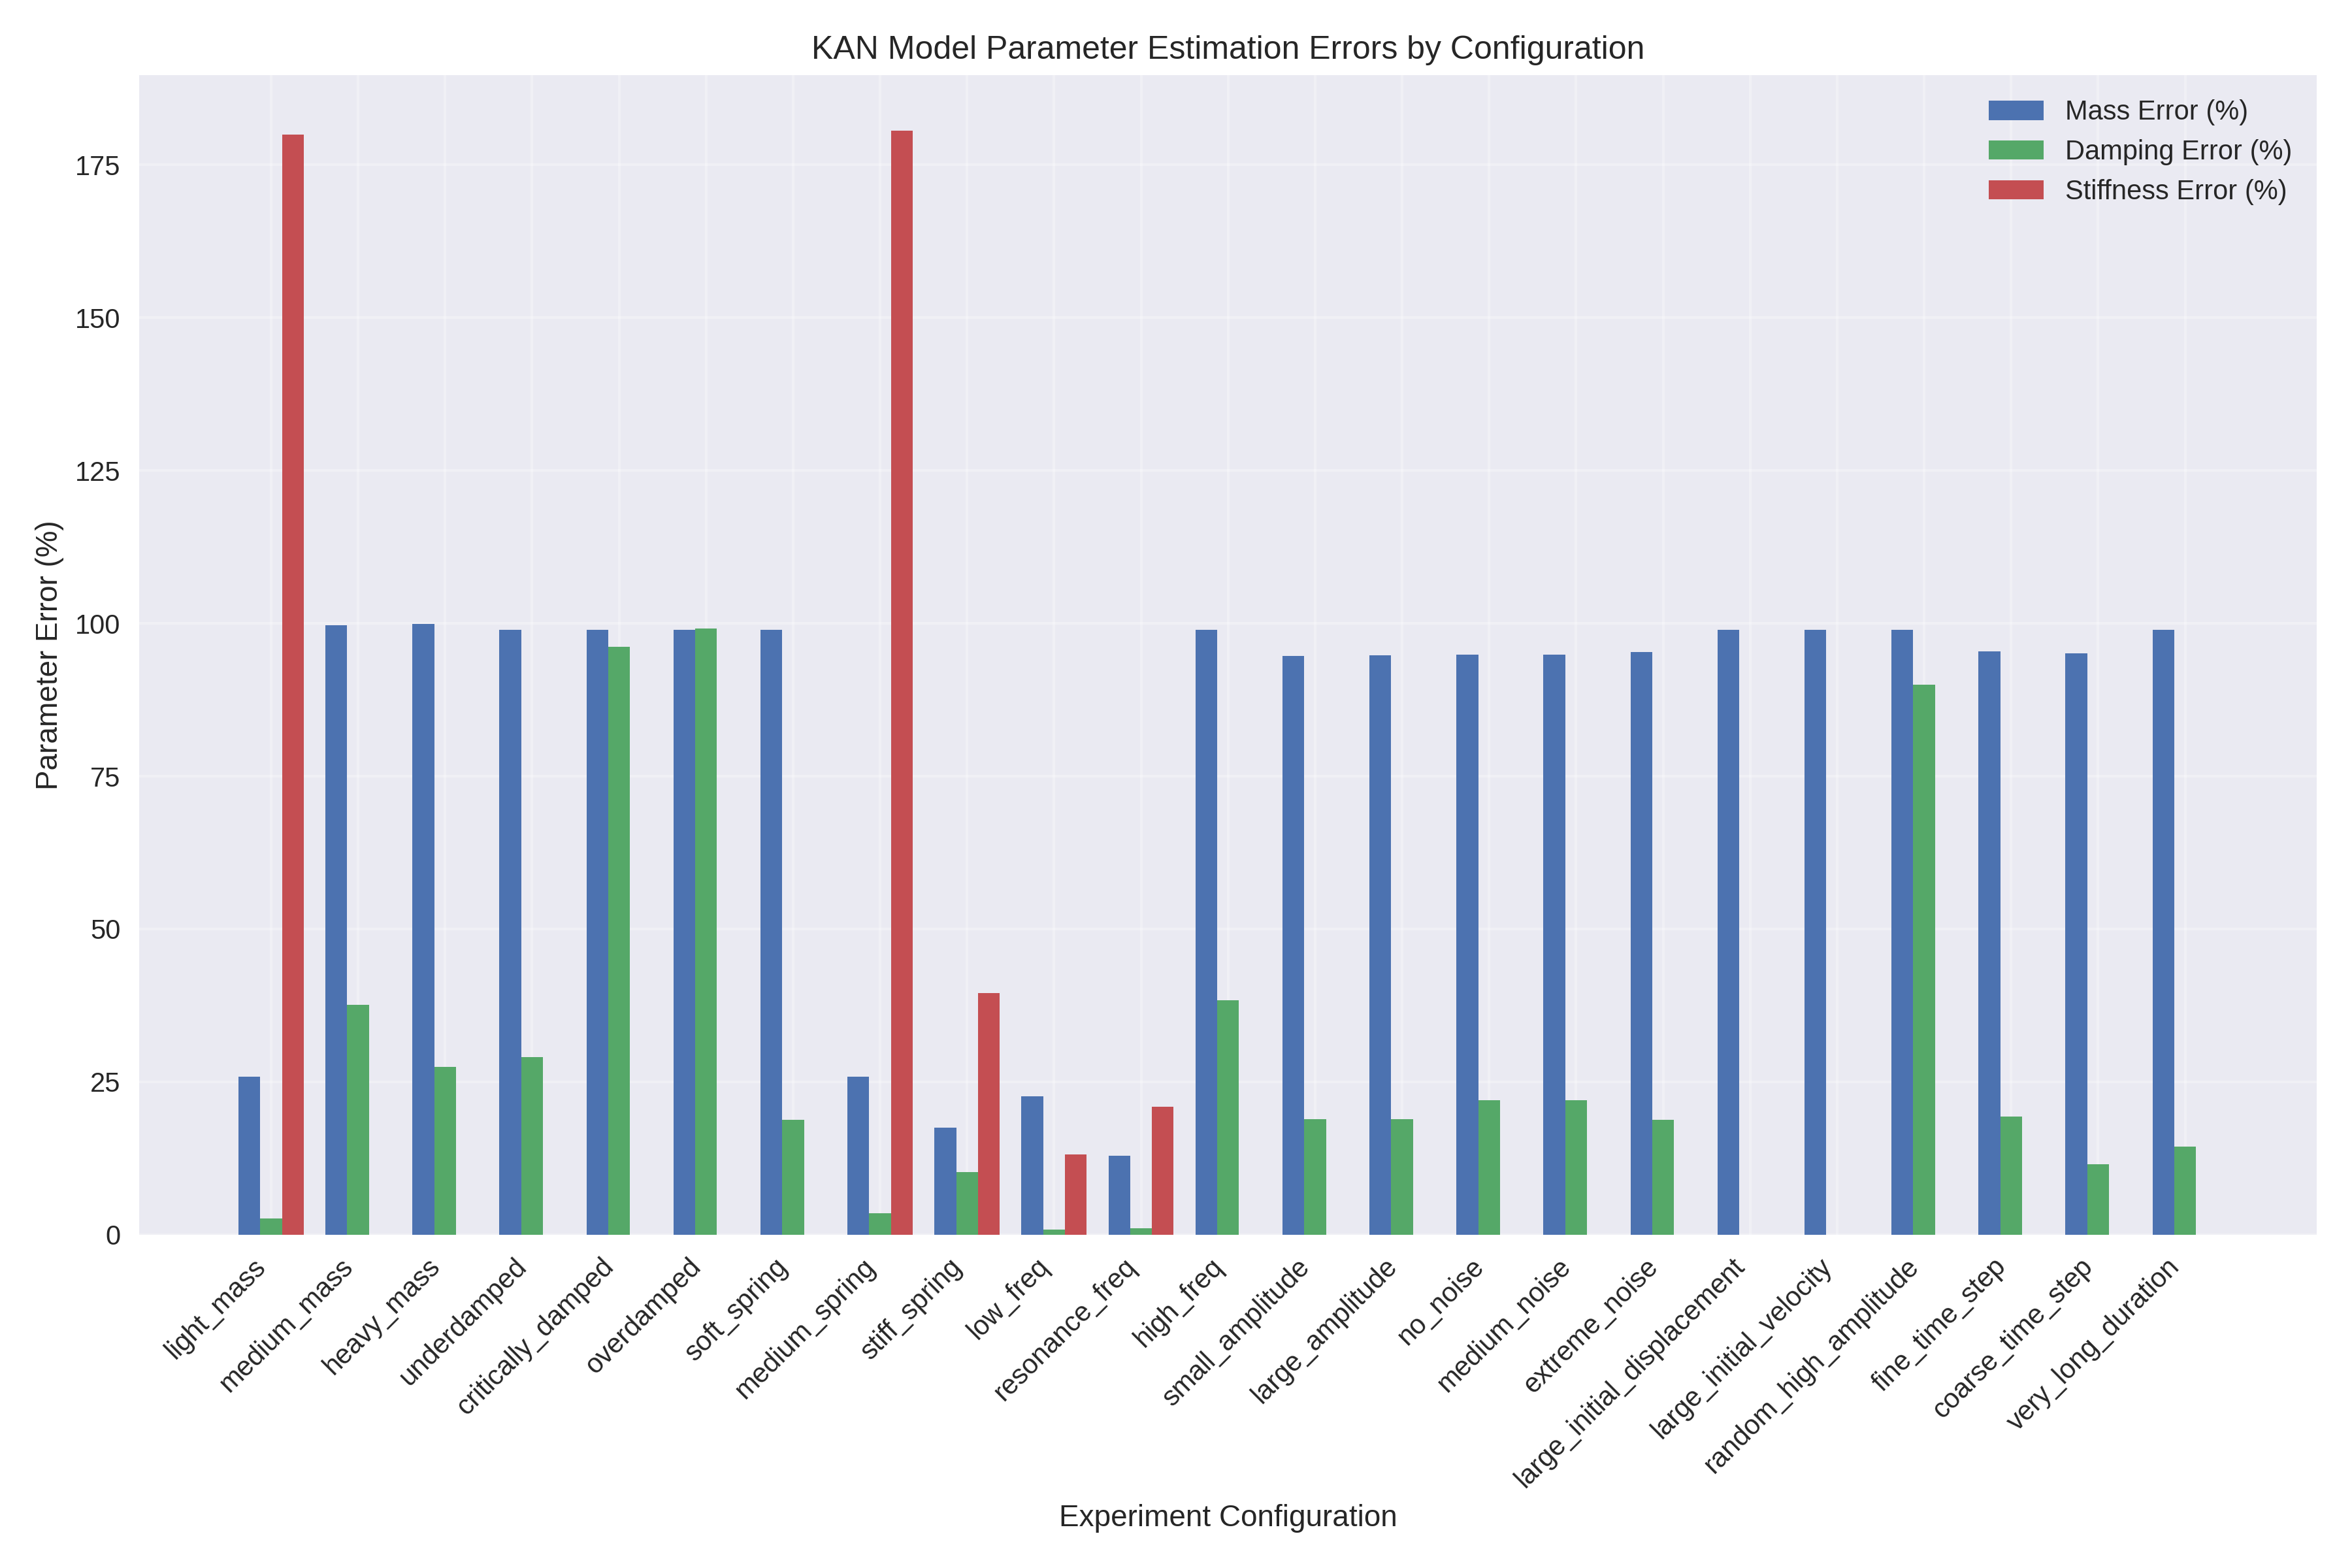 KAN Model Parameter Estimation Errors by Configuration
Mass Error (%)
Damping Error (%)
Stiffness Error (%)
Parameter Error (%)
175
150
125
100
75
50
25
0
light_mass
medium_mass
heavy_mass
underdamped
critically_damped
overdamped
soft_spring
medium_spring
stiff_spring
low_freq
resonance_freq
high_freq
small_amplitude
large_amplitude
no_noise
medium_noise
extreme_noise
large_initial_displacement
large_initial_velocity
random_high_amplitude
fine_time_step
coarse_time_step
very_long_duration
Experiment Configuration